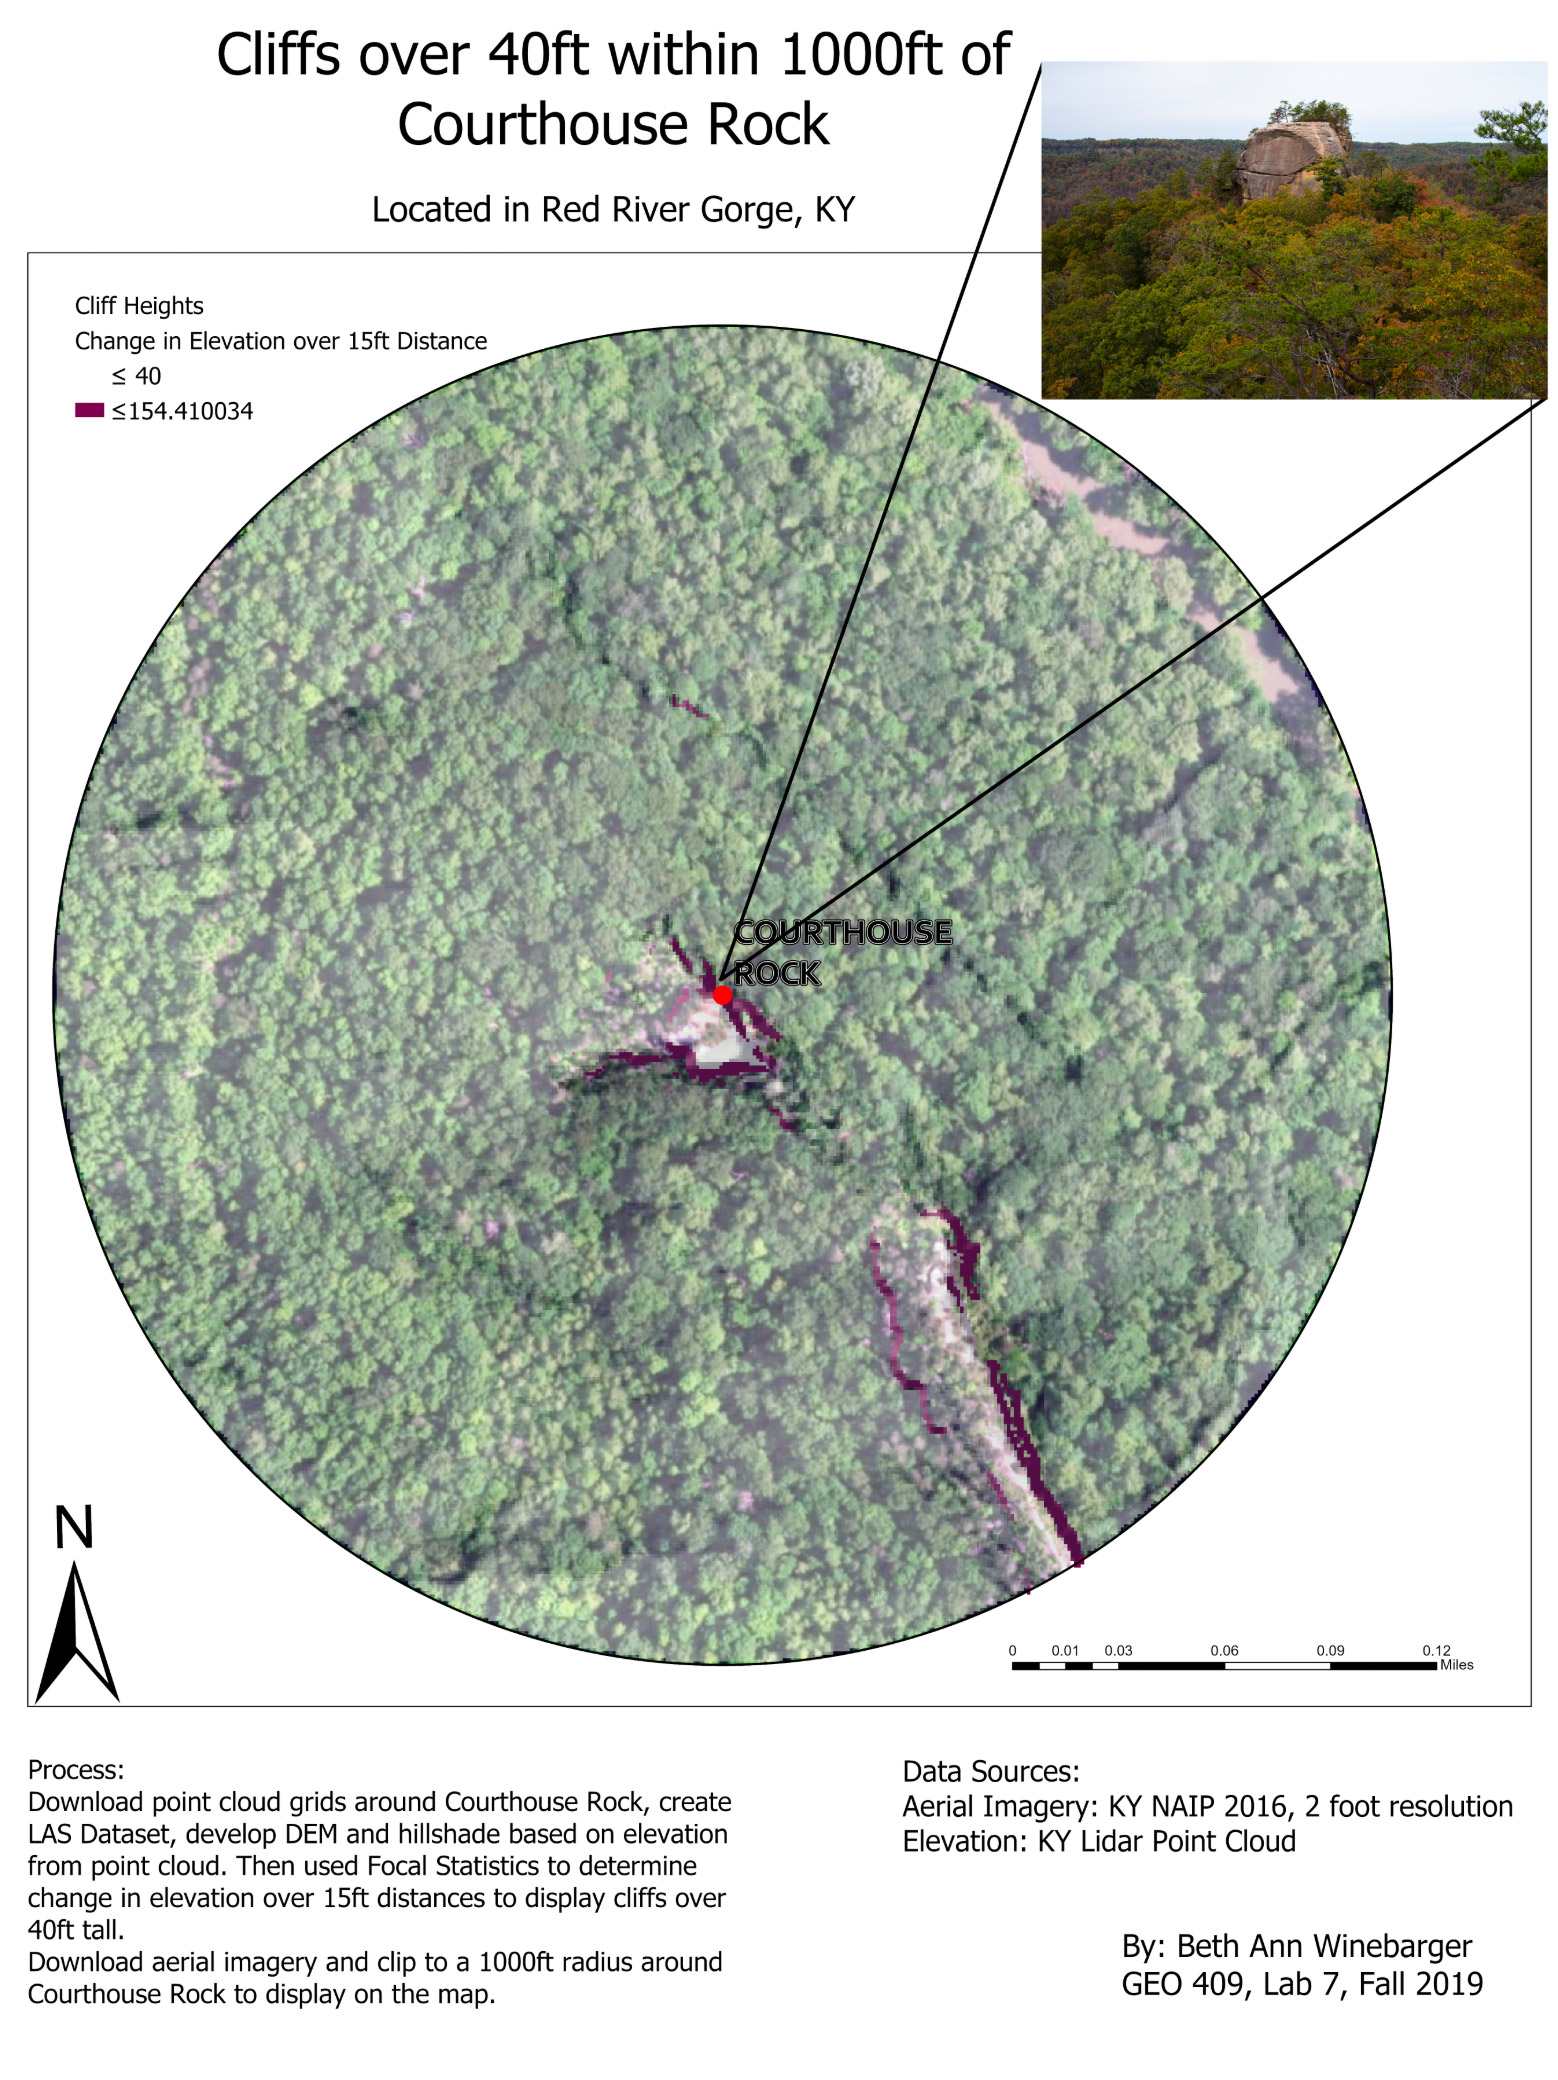 Cliffs over 40ft within 1000ft of
Courthouse Rock
Located in Red River Gorge, KY
Cliff Heights
Change in Elevation over 15ft Distance
≤ 40
≤154.410034
COURTHOUSE
ROCK
N
0 0.01 0.03 0.06 0.09 0.12
Miles
Process:
Download point cloud grids around Courthouse Rock, create
LAS Dataset, develop DEM and hillshade based on elevation
from point cloud. Then used Focal Statistics to determine
change in elevation over 15ft distances to display cliffs over
40ft tall.
Download aerial imagery and clip to a 1000ft radius around
Courthouse Rock to display on the map.
Data Sources:
Aerial Imagery: KY NAIP 2016, 2 foot resolution
Elevation: KY Lidar Point Cloud
By: Beth Ann Winebarger
GEO 409, Lab 7, Fall 2019